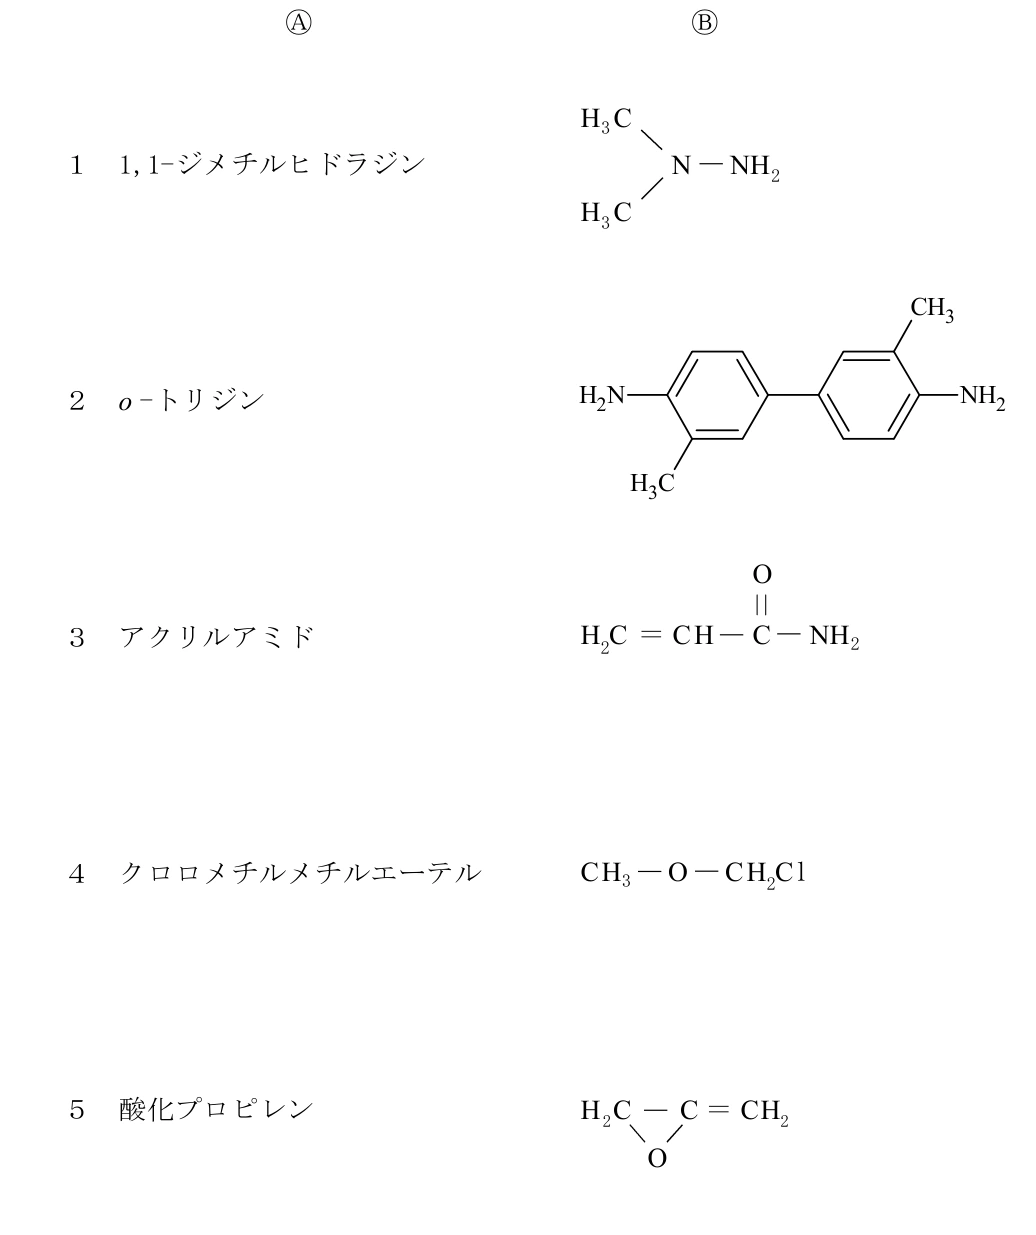 Ⓐ Ⓑ
H₃C
1 1,1-ジメチルヒドラジン N — NH₂
H₃C
CH₃
2 o-トリジン H₂N NH₂
H₃C
O
3 アクリルアミド H₂C = CH — C — NH₂
4 クロロメチルメチルエーテル CH₃ — O — CH₂Cl
5 酸化プロピレン H₂C — C = CH₂
O